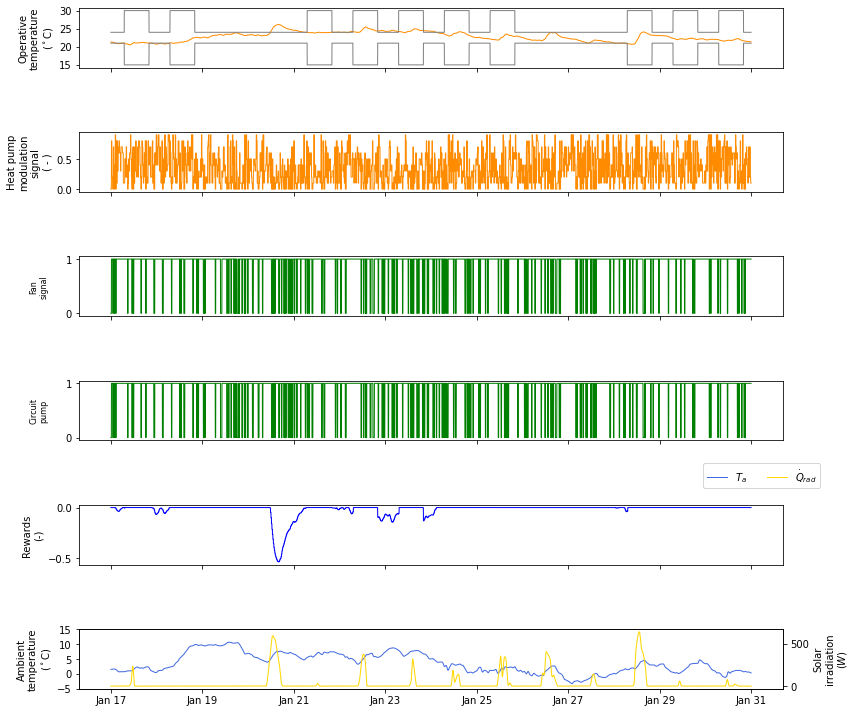 Operative
temperature
(°C)
30
25
20
15
Heat pump
modulation
signal
( - )
0.5
0.0
Fan
signal
1
0
Circuit
pump
1
0
T_a
Q̇_rad
Rewards
(-)
0.0
−0.5
Ambient
temperature
(°C)
15
10
5
0
−5
500
0
Solar
irradiation
(W)
Jan 17 Jan 19 Jan 21 Jan 23 Jan 25 Jan 27 Jan 29 Jan 31